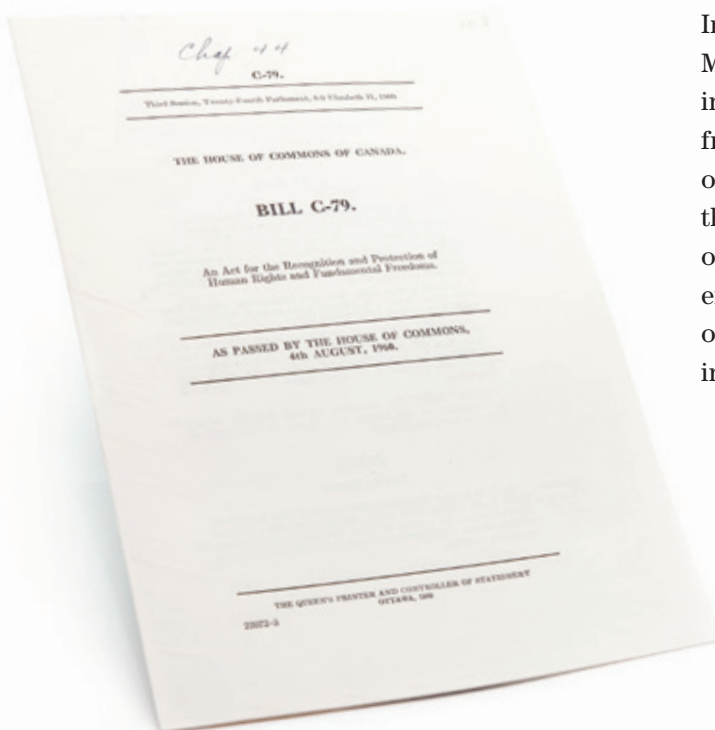 Chap 44
C-79.
Third Session, Twenty-Fourth Parliament, 8-9 Elizabeth II, 1960
THE HOUSE OF COMMONS OF CANADA.
BILL C-79.
An Act for the Recognition and Protection of
Human Rights and Fundamental Freedoms.
AS PASSED BY THE HOUSE OF COMMONS,
4th AUGUST, 1960.
THE QUEEN'S PRINTER AND CONTROLLER OF STATIONERY
OTTAWA, 1960
In
M
in
fr
o
th
o
e
o
in